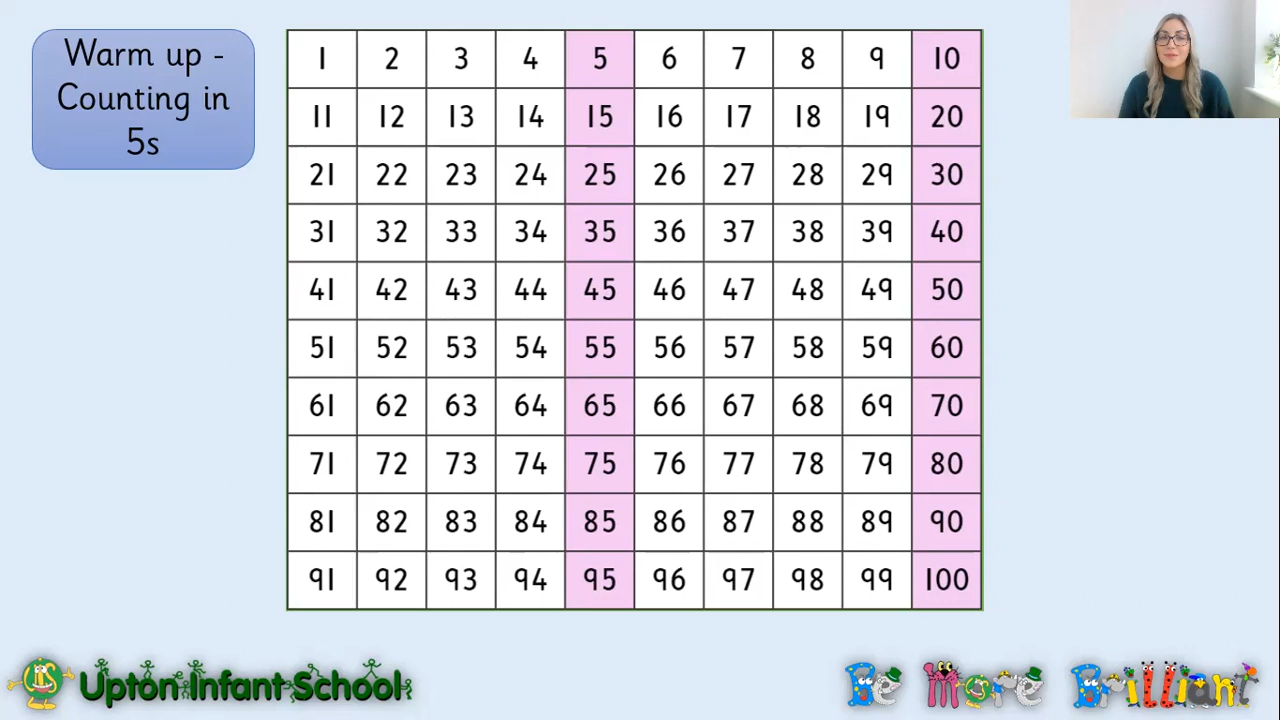 Warm up -
Counting in
5s
1 2 3 4 5 6 7 8 9 10
11 12 13 14 15 16 17 18 19 20
21 22 23 24 25 26 27 28 29 30
31 32 33 34 35 36 37 38 39 40
41 42 43 44 45 46 47 48 49 50
51 52 53 54 55 56 57 58 59 60
61 62 63 64 65 66 67 68 69 70
71 72 73 74 75 76 77 78 79 80
81 82 83 84 85 86 87 88 89 90
91 92 93 94 95 96 97 98 99 100
Upton Infant School
Be More Brilliant